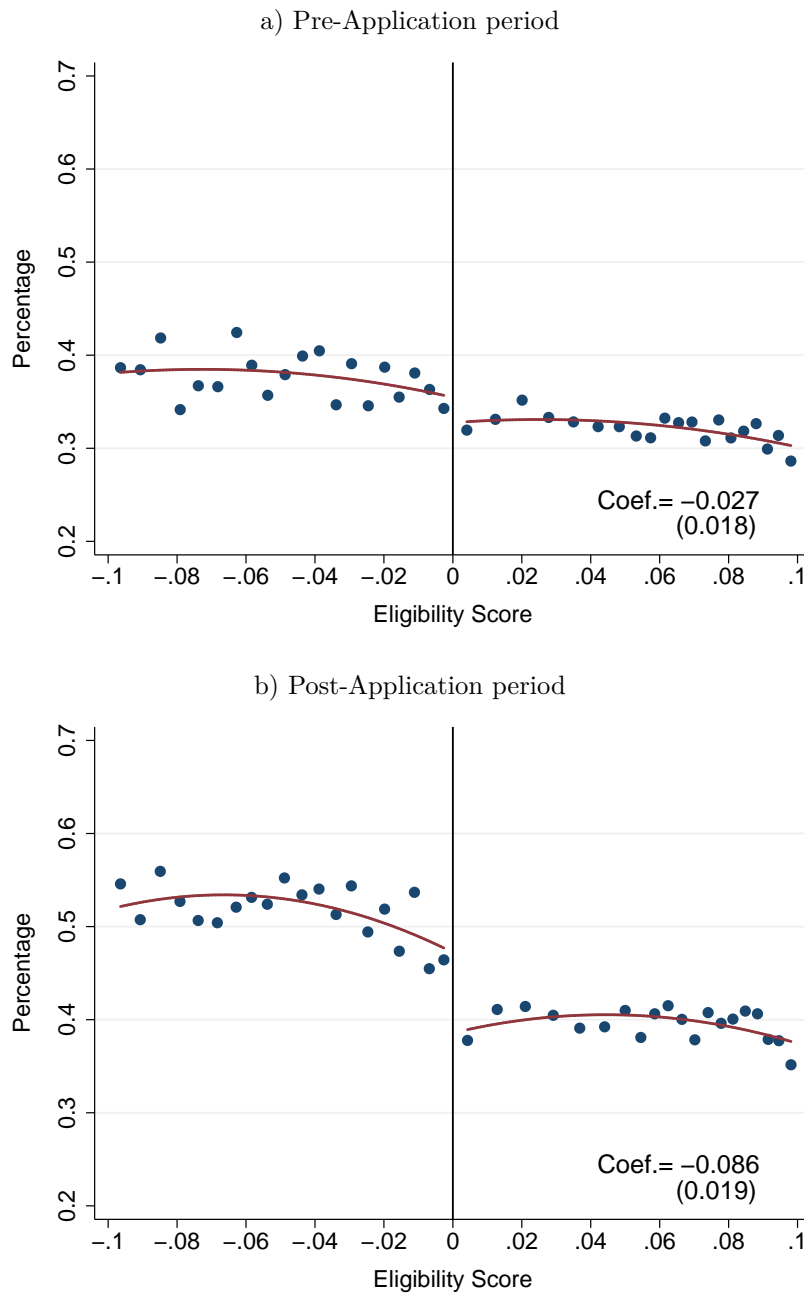 a) Pre-Application period
0.7
0.6
0.5
0.4
0.3
0.2
Percentage
Coef.= −0.027
(0.018)
−.1 −.08 −.06 −.04 −.02 0 .02 .04 .06 .08 .1
Eligibility Score
b) Post-Application period
0.7
0.6
0.5
0.4
0.3
0.2
Percentage
Coef.= −0.086
(0.019)
−.1 −.08 −.06 −.04 −.02 0 .02 .04 .06 .08 .1
Eligibility Score